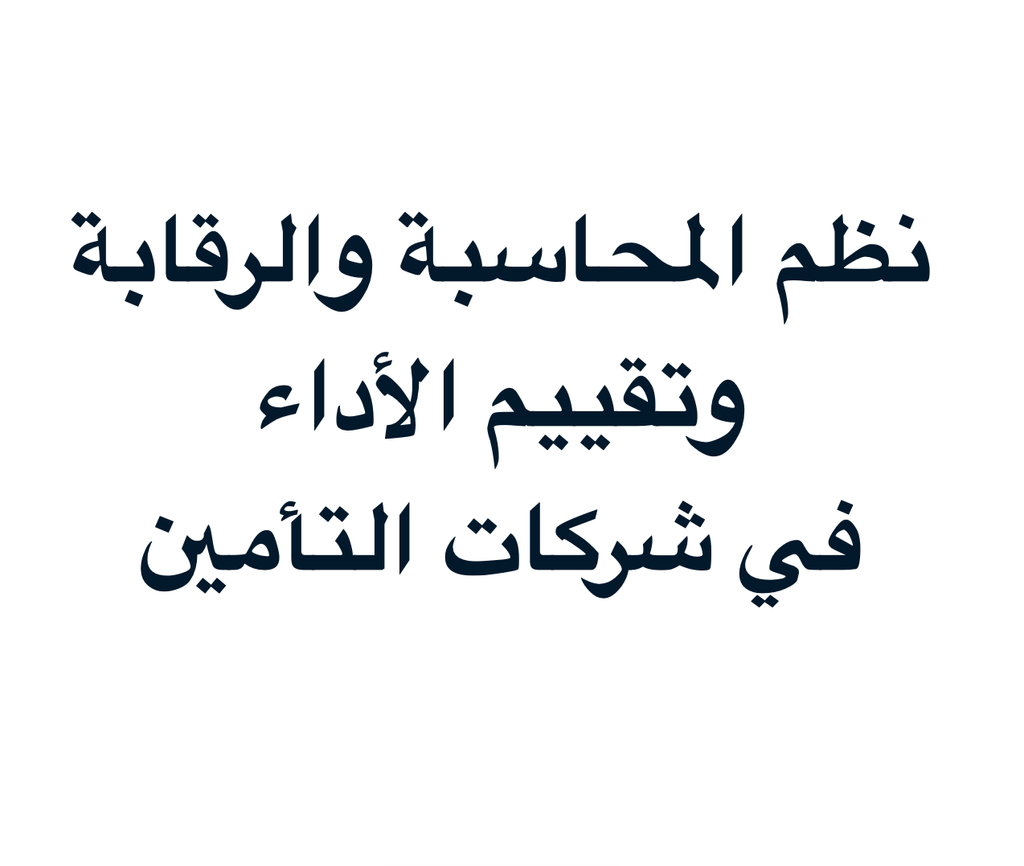 نظم المحاسبة والرقابة
وتقييم الأداء
في شركات التأمين